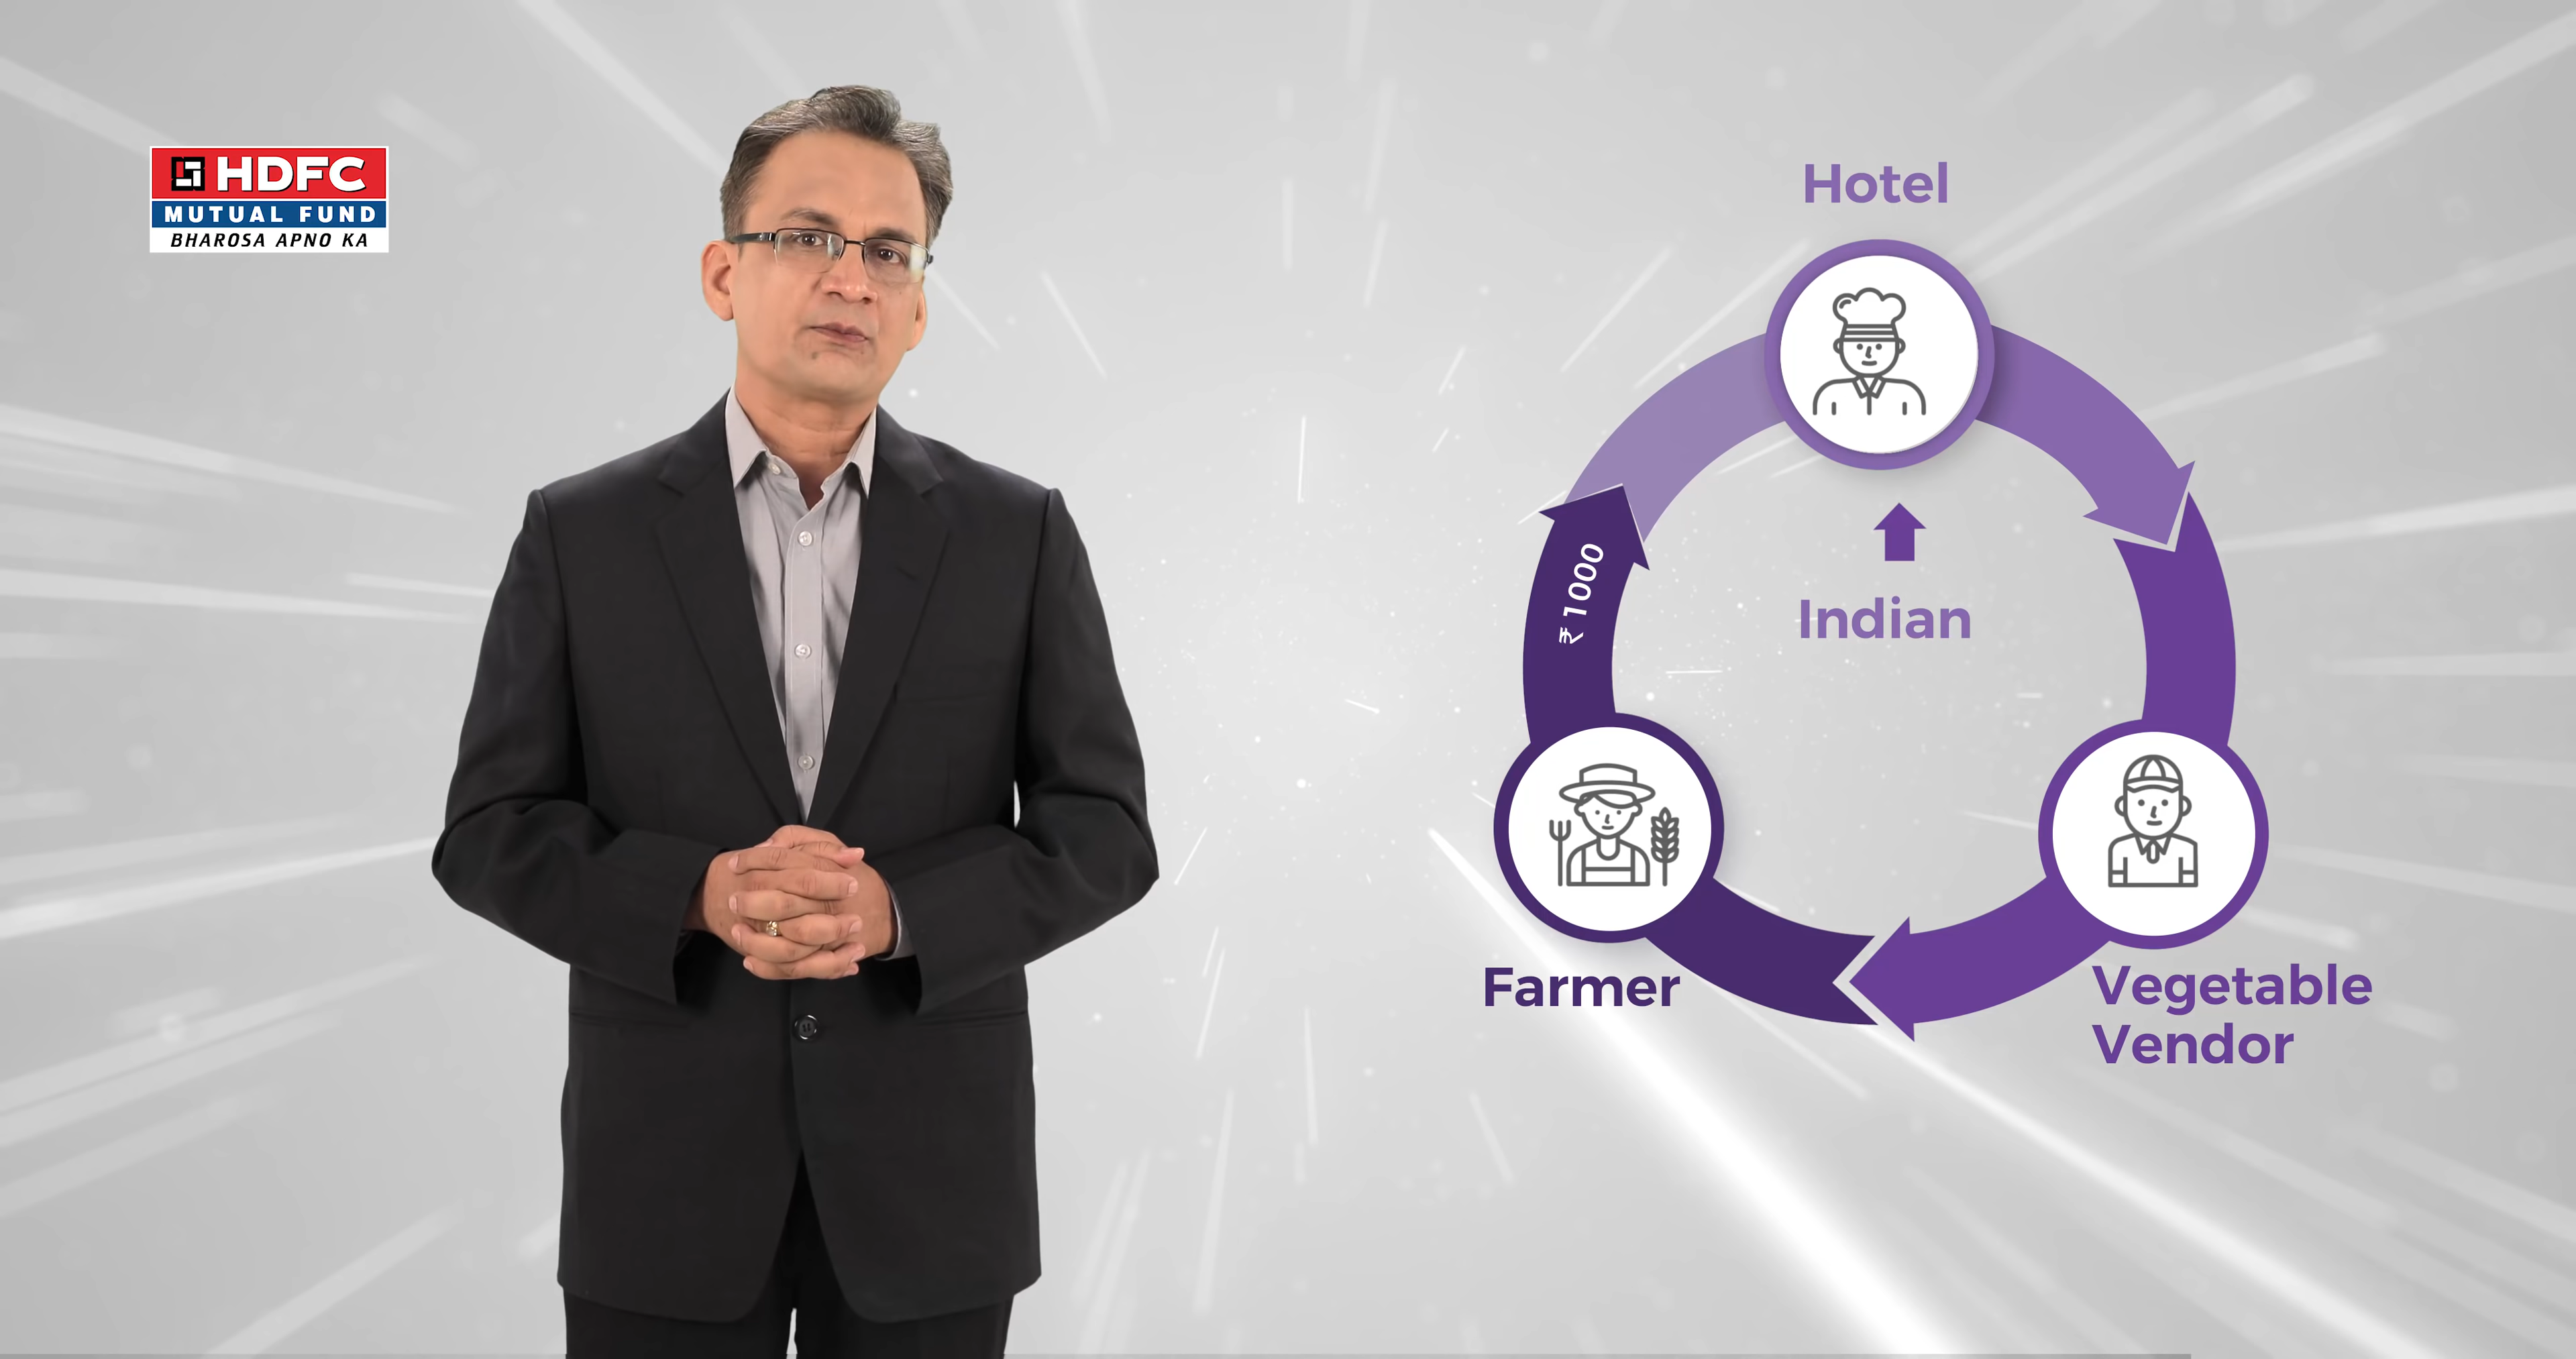 HDFC
MUTUAL FUND
BHAROSA APNO KA
Hotel
₹1000
Indian
Farmer
Vegetable
Vendor